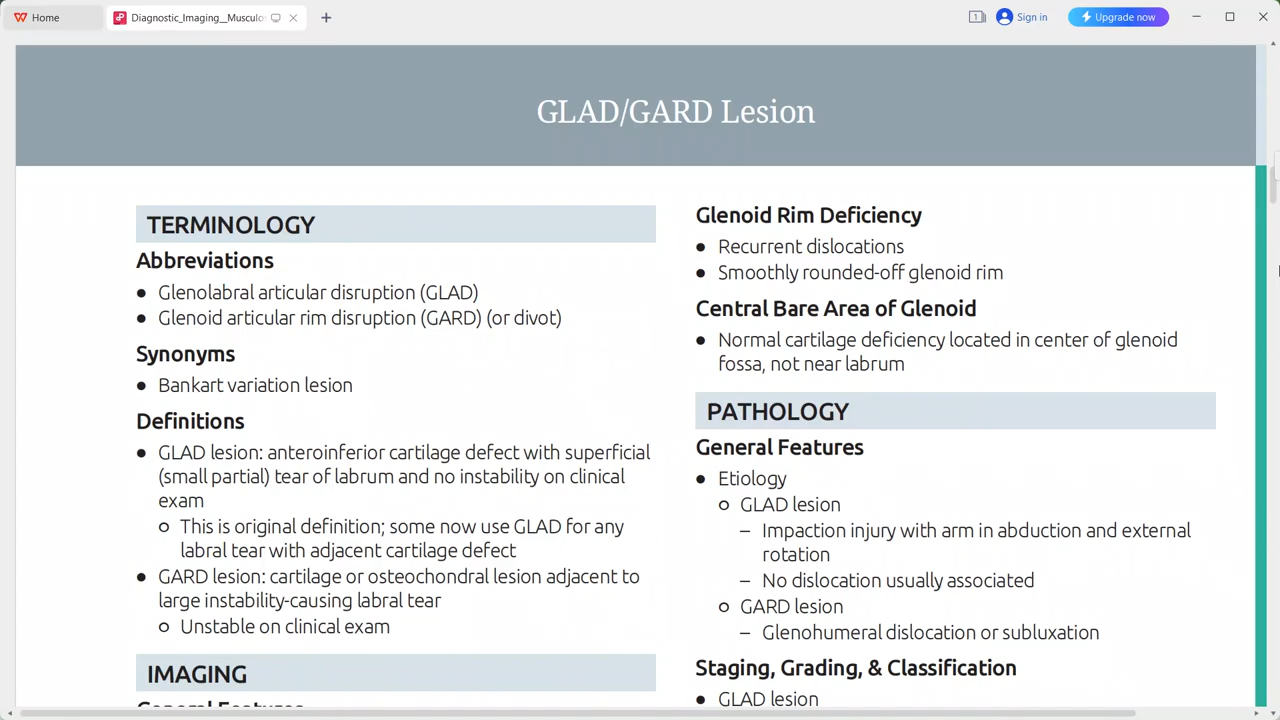 Home
Diagnostic_Imaging__Musculos
1
Sign in
Upgrade now
GLAD/GARD Lesion
TERMINOLOGY
Abbreviations
● Glenolabral articular disruption (GLAD)
● Glenoid articular rim disruption (GARD) (or divot)
Synonyms
● Bankart variation lesion
Definitions
● GLAD lesion: anteroinferior cartilage defect with superficial
(small partial) tear of labrum and no instability on clinical
exam
○ This is original definition; some now use GLAD for any
labral tear with adjacent cartilage defect
● GARD lesion: cartilage or osteochondral lesion adjacent to
large instability-causing labral tear
○ Unstable on clinical exam
IMAGING
General Features
Glenoid Rim Deficiency
● Recurrent dislocations
● Smoothly rounded-off glenoid rim
Central Bare Area of Glenoid
● Normal cartilage deficiency located in center of glenoid
fossa, not near labrum
PATHOLOGY
General Features
● Etiology
○ GLAD lesion
– Impaction injury with arm in abduction and external
rotation
– No dislocation usually associated
○ GARD lesion
– Glenohumeral dislocation or subluxation
Staging, Grading, & Classification
● GLAD lesion